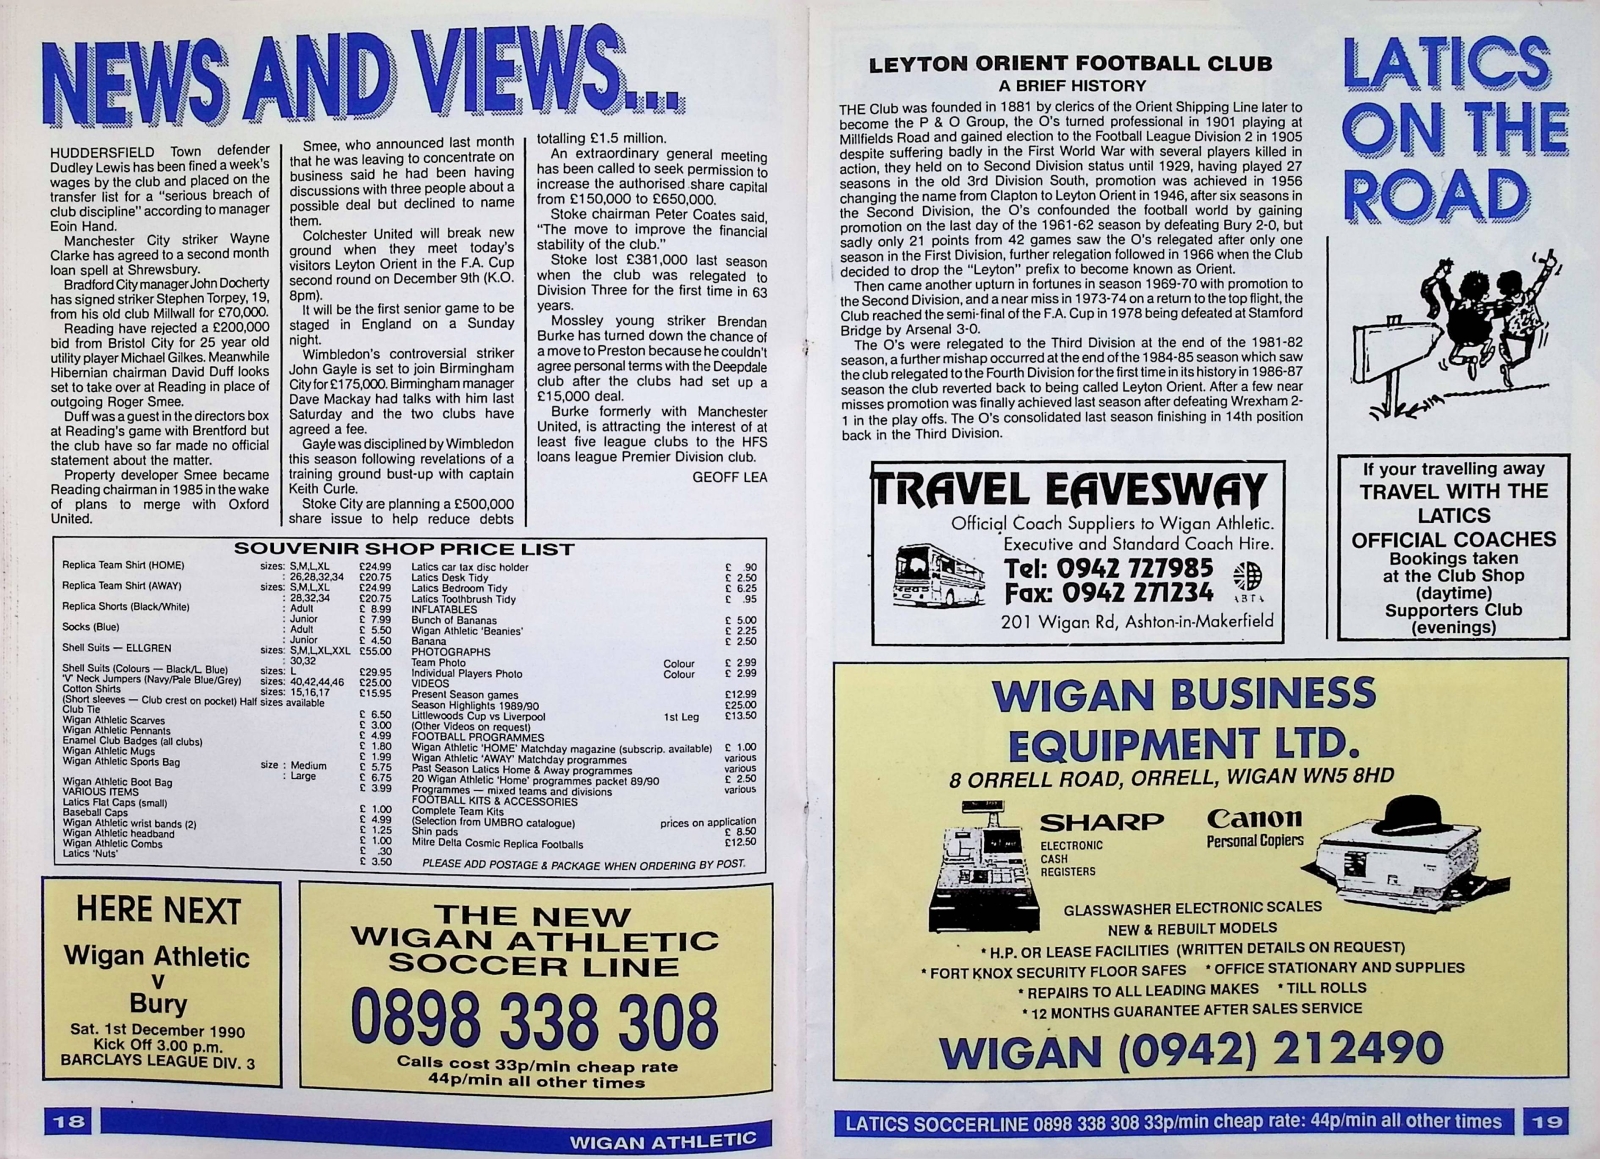 NEWS AND VIEWS...
HUDDERSFIELD Town defender
Dudley Lewis has been fined a week's
wages by the club and placed on the
transfer list for a "serious breach of
club discipline" according to manager
Eoin Hand.
Manchester City striker Wayne
Clarke has agreed to a second month
loan spell at Shrewsbury.
Bradford City manager John Docherty
has signed striker Stephen Torpey, 19,
from his old club Millwall for £70,000.
Reading have rejected a £200,000
bid from Bristol City for 25 year old
utility player Michael Gilkes. Meanwhile
Hibernian chairman David Duff looks
set to take over at Reading in place of
outgoing Roger Smee.
Duff was a guest in the directors box
at Reading's game with Brentford but
the club have so far made no official
statement about the matter.
Property developer Smee became
Reading chairman in 1985 in the wake
of plans to merge with Oxford
United.
Smee, who announced last month
that he was leaving to concentrate on
business said he had been having
discussions with three people about a
possible deal but declined to name
them.
Colchester United will break new
ground when they meet today's
visitors Leyton Orient in the F.A. Cup
second round on December 9th (K.O.
8pm).
It will be the first senior game to be
staged in England on a Sunday
night.
Wimbledon's controversial striker
John Gayle is set to join Birmingham
City for £175,000. Birmingham manager
Dave Mackay had talks with him last
Saturday and the two clubs have
agreed a fee.
Gayle was disciplined by Wimbledon
this season following revelations of a
training ground bust-up with captain
Keith Curle.
Stoke City are planning a £500,000
share issue to help reduce debts
totalling £1.5 million.
An extraordinary general meeting
has been called to seek permission to
increase the authorised share capital
from £150,000 to £650,000.
Stoke chairman Peter Coates said,
"The move to improve the financial
stability of the club."
Stoke lost £381,000 last season
when the club was relegated to
Division Three for the first time in 63
years.
Mossley young striker Brendan
Burke has turned down the chance of
a move to Preston because he couldn't
agree personal terms with the Deepdale
club after the clubs had set up a
£15,000 deal.
Burke formerly with Manchester
United, is attracting the interest of at
least five league clubs to the HFS
loans league Premier Division club.
GEOFF LEA
SOUVENIR SHOP PRICE LIST
Replica Team Shirt (HOME) sizes: S,M,L,XL £24.99
: 26,28,32,34 £20.75
Replica Team Shirt (AWAY) sizes: S,M,L,XL £24.99
: 28,32,34 £20.75
Replica Shorts (Black/White) : Adult £ 8.99
: Junior £ 7.99
Socks (Blue) : Adult £ 5.50
: Junior £ 4.50
Shell Suits — ELLGREN sizes: S,M,L,XL,XXL £55.00
: 30,32
Shell Suits (Colours — Black/L. Blue) sizes: L £29.95
'V' Neck Jumpers (Navy/Pale Blue/Grey) sizes: 40,42,44,46 £25.00
Cotton Shirts sizes: 15,16,17 £15.95
(Short sleeves — Club crest on pocket) Half sizes available
Club Tie £ 6.50
Wigan Athletic Scarves £ 3.00
Wigan Athletic Pennants £ 4.99
Enamel Club Badges (all clubs) £ 1.80
Wigan Athletic Mugs £ 1.99
Wigan Athletic Sports Bag size : Medium £ 5.75
: Large £ 6.75
Wigan Athletic Boot Bag £ 3.99
VARIOUS ITEMS
Latics Flat Caps (small) £ 1.00
Baseball Caps £ 4.99
Wigan Athletic wrist bands (2) £ 1.25
Wigan Athletic headband £ 1.00
Wigan Athletic Combs £ .30
Latics 'Nuts' £ 3.50
Latics car tax disc holder £ .90
Latics Desk Tidy £ 2.50
Latics Bedroom Tidy £ 6.25
Latics Toothbrush Tidy £ .95
INFLATABLES
Bunch of Bananas £ 5.00
Wigan Athletic 'Beanies' £ 2.25
Banana £ 2.50
PHOTOGRAPHS
Team Photo Colour £ 2.99
Individual Players Photo Colour £ 2.99
VIDEOS
Present Season games £12.99
Season Highlights 1989/90 £25.00
Littlewoods Cup vs Liverpool 1st Leg £13.50
(Other Videos on request)
FOOTBALL PROGRAMMES
Wigan Athletic 'HOME' Matchday magazine (subscrip. available) £ 1.00
Wigan Athletic 'AWAY' Matchday programmes various
Past Season Latics Home & Away programmes various
20 Wigan Athletic 'Home' programmes packet 89/90 £ 2.50
Programmes — mixed teams and divisions various
FOOTBALL KITS & ACCESSORIES
Complete Team Kits
(Selection from UMBRO catalogue) prices on application
Shin pads £ 8.50
Mitre Delta Cosmic Replica Footballs £12.50
PLEASE ADD POSTAGE & PACKAGE WHEN ORDERING BY POST.
HERE NEXT
Wigan Athletic
v
Bury
Sat. 1st December 1990
Kick Off 3.00 p.m.
BARCLAYS LEAGUE DIV. 3
THE NEW
WIGAN ATHLETIC
SOCCER LINE
0898 338 308
Calls cost 33p/min cheap rate
44p/min all other times
18
WIGAN ATHLETIC
LEYTON ORIENT FOOTBALL CLUB
A BRIEF HISTORY
THE Club was founded in 1881 by clerics of the Orient Shipping Line later to
become the P & O Group, the O's turned professional in 1901 playing at
Millfields Road and gained election to the Football League Division 2 in 1905
despite suffering badly in the First World War with several players killed in
action, they held on to Second Division status until 1929, having played 27
seasons in the old 3rd Division South, promotion was achieved in 1956
changing the name from Clapton to Leyton Orient in 1946, after six seasons in
the Second Division, the O's confounded the football world by gaining
promotion on the last day of the 1961-62 season by defeating Bury 2-0, but
sadly only 21 points from 42 games saw the O's relegated after only one
season in the First Division, further relegation followed in 1966 when the Club
decided to drop the "Leyton" prefix to become known as Orient.
Then came another upturn in fortunes in season 1969-70 with promotion to
the Second Division, and a near miss in 1973-74 on a return to the top flight, the
Club reached the semi-final of the F.A. Cup in 1978 being defeated at Stamford
Bridge by Arsenal 3-0.
The O's were relegated to the Third Division at the end of the 1981-82
season, a further mishap occurred at the end of the 1984-85 season which saw
the club relegated to the Fourth Division for the first time in its history in 1986-87
season the club reverted back to being called Leyton Orient. After a few near
misses promotion was finally achieved last season after defeating Wrexham 2-
1 in the play offs. The O's consolidated last season finishing in 14th position
back in the Third Division.
LATICS
ON THE
ROAD
TRAVEL EAVESWAY
Official Coach Suppliers to Wigan Athletic.
Executive and Standard Coach Hire.
Tel: 0942 727985
Fax: 0942 271234
ABTA
201 Wigan Rd, Ashton-in-Makerfield
If your travelling away
TRAVEL WITH THE
LATICS
OFFICIAL COACHES
Bookings taken
at the Club Shop
(daytime)
Supporters Club
(evenings)
WIGAN BUSINESS
EQUIPMENT LTD.
8 ORRELL ROAD, ORRELL, WIGAN WN5 8HD
SHARP
ELECTRONIC
CASH
REGISTERS
Canon
Personal Copiers
GLASSWASHER ELECTRONIC SCALES
NEW & REBUILT MODELS
* H.P. OR LEASE FACILITIES (WRITTEN DETAILS ON REQUEST)
* FORT KNOX SECURITY FLOOR SAFES * OFFICE STATIONARY AND SUPPLIES
* REPAIRS TO ALL LEADING MAKES * TILL ROLLS
* 12 MONTHS GUARANTEE AFTER SALES SERVICE
WIGAN (0942) 212490
LATICS SOCCERLINE 0898 338 308 33p/min cheap rate: 44p/min all other times
19